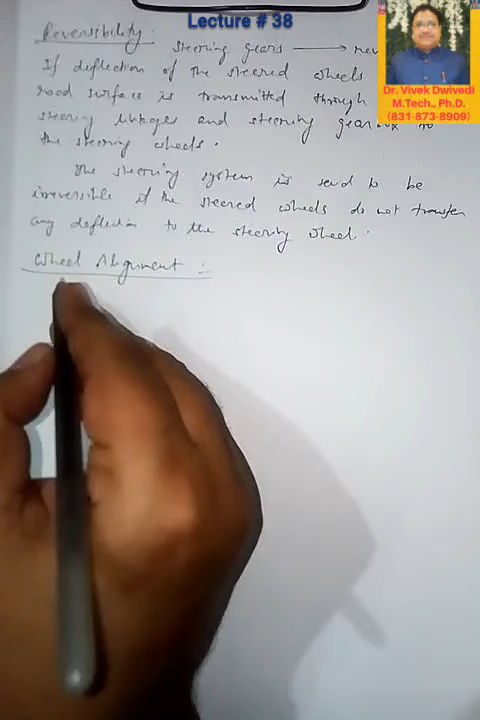 Lecture # 38
Dr. Vivek Dwivedi
M.Tech., Ph.D.
(831-873-8909)
Reversibility :
steering gears → rev
If deflection of the steered wheels
road surface is transmitted through
steering linkages and steering gear
the steering wheels.
The steering system is said to be
irreversible if the steered wheels do not transfer
any deflection to the steering wheel.
Wheel Alignment :-